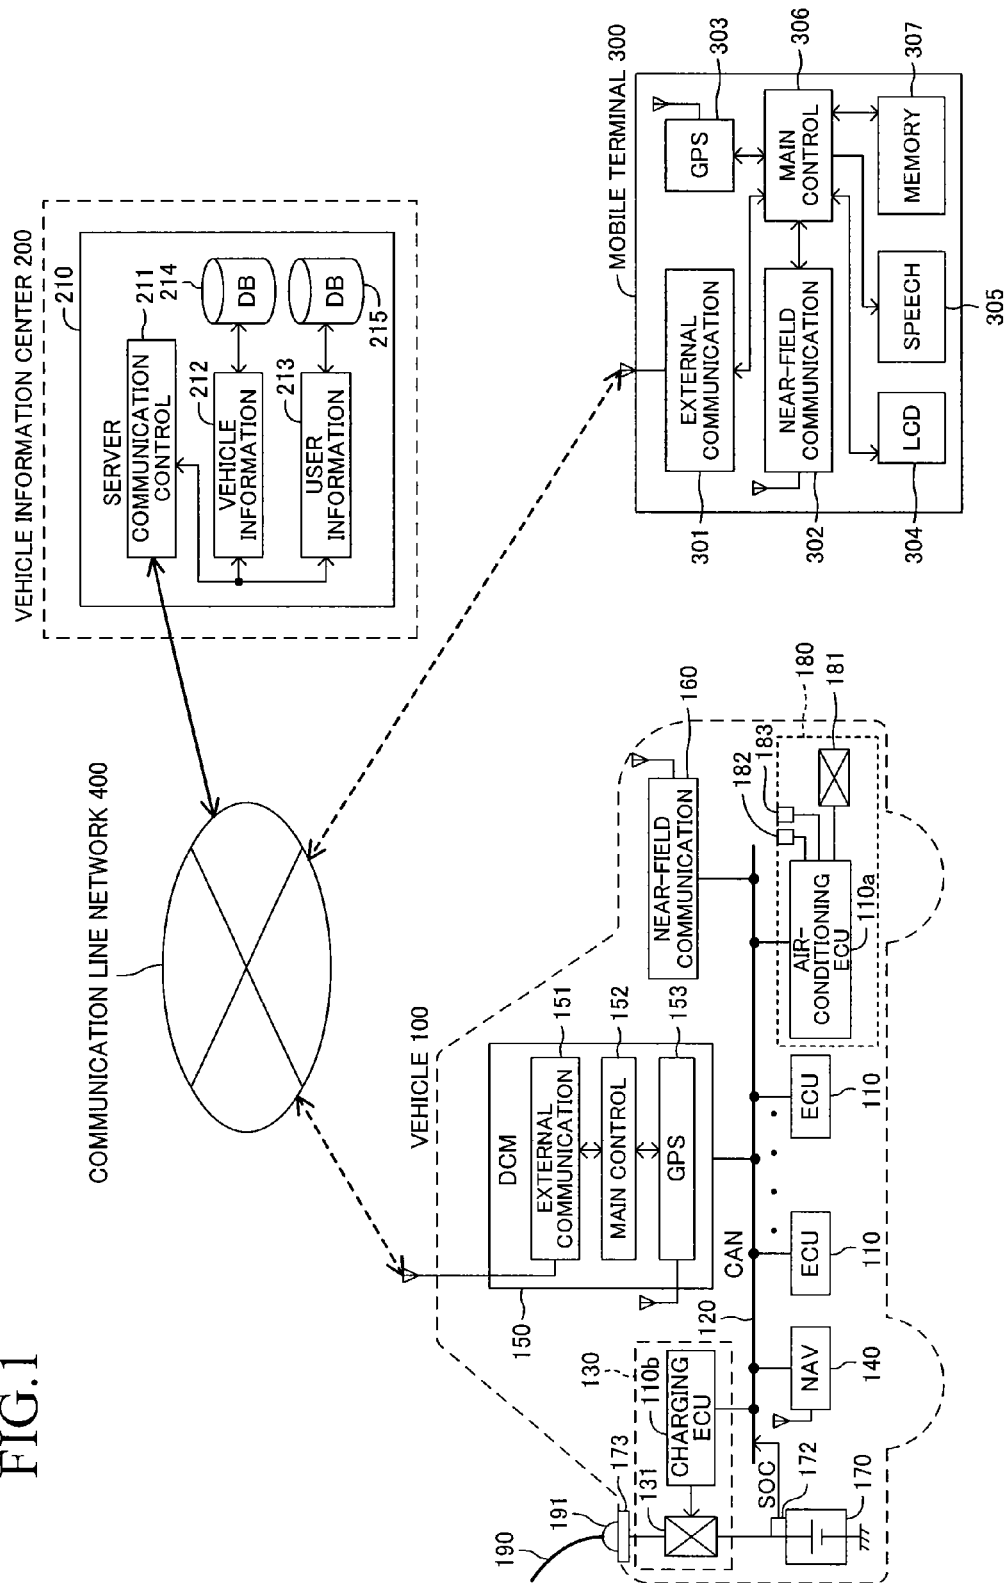 FIG.1
COMMUNICATION LINE NETWORK 400
VEHICLE INFORMATION CENTER 200
210
SERVER
COMMUNICATION
CONTROL
211
214
212
VEHICLE
INFORMATION
DB
213
USER
INFORMATION
DB
215
MOBILE TERMINAL 300
EXTERNAL
COMMUNICATION
301
GPS
303
NEAR-FIELD
COMMUNICATION
302
MAIN
CONTROL
306
LCD
304
SPEECH
305
MEMORY
307
VEHICLE 100
DCM
150
EXTERNAL
COMMUNICATION
151
MAIN CONTROL
152
GPS
153
NEAR-FIELD
COMMUNICATION
160
190
191
173
130
110b
131
CHARGING
ECU
120
CAN
SOC
172
170
NAV
140
ECU
110
ECU
110
AIR-
CONDITIONING
ECU
110a
182
183
180
181